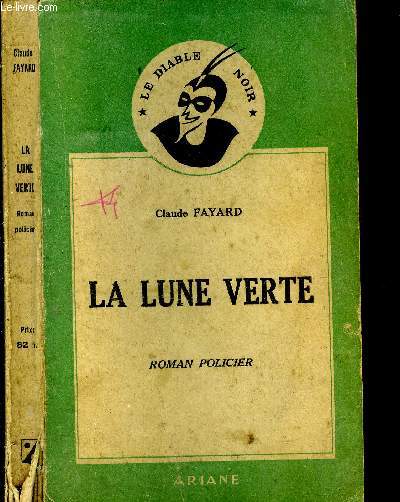 le-livre.com
Claude
FAYARD
LA
LUNE
VERTE
Roman
policier
Prix:
82 fr.
★ LE DIABLE NOIR ★
Claude FAYARD
LA LUNE VERTE
ROMAN POLICIER
ARIANE